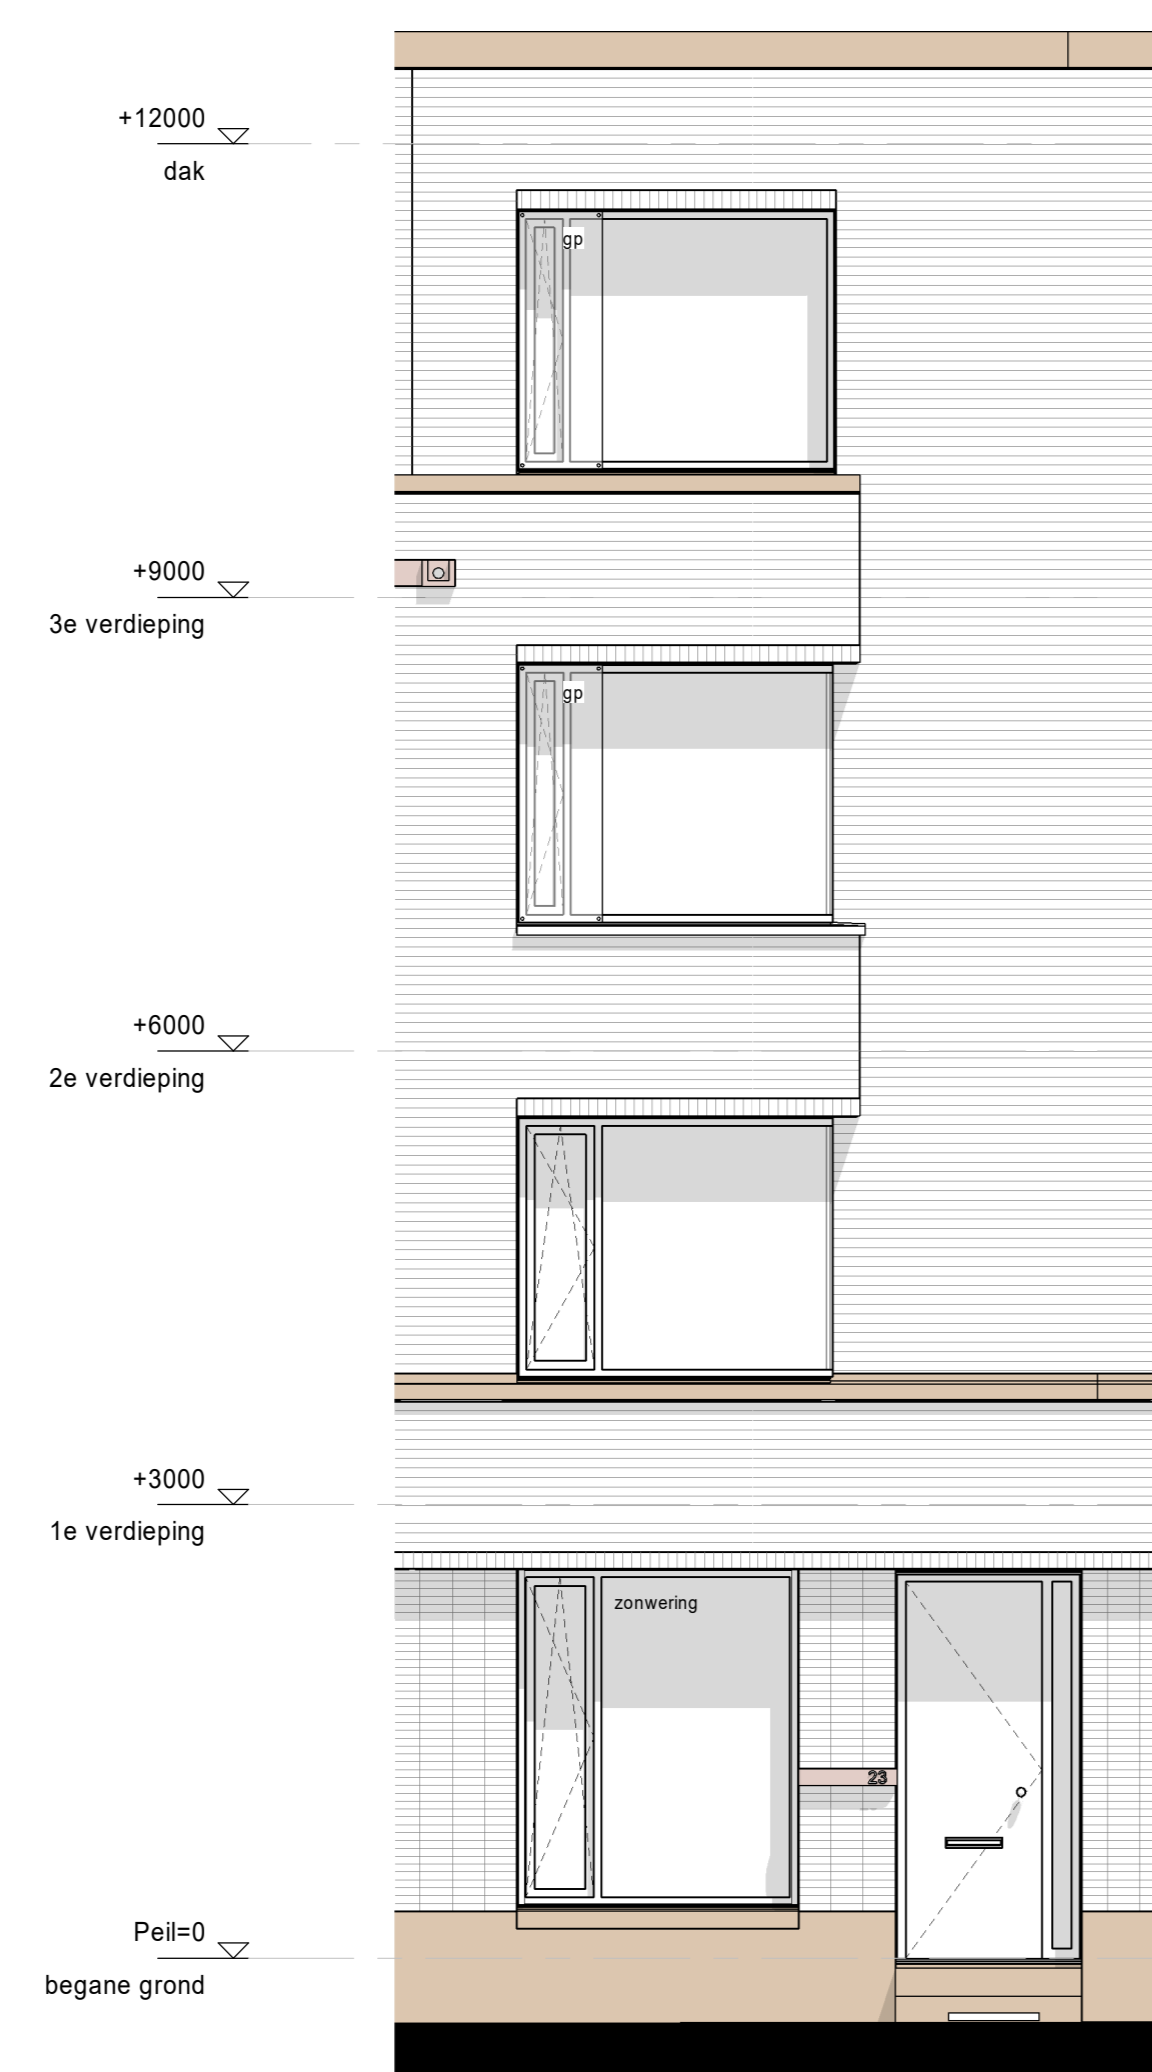 +12000
dak
gp
+9000
3e verdieping
gp
+6000
2e verdieping
+3000
1e verdieping
zonwering
23
Peil=0
begane grond